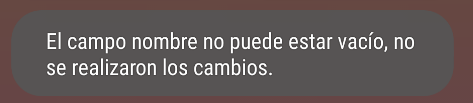 El campo nombre no puede estar vacío, no
se realizaron los cambios.